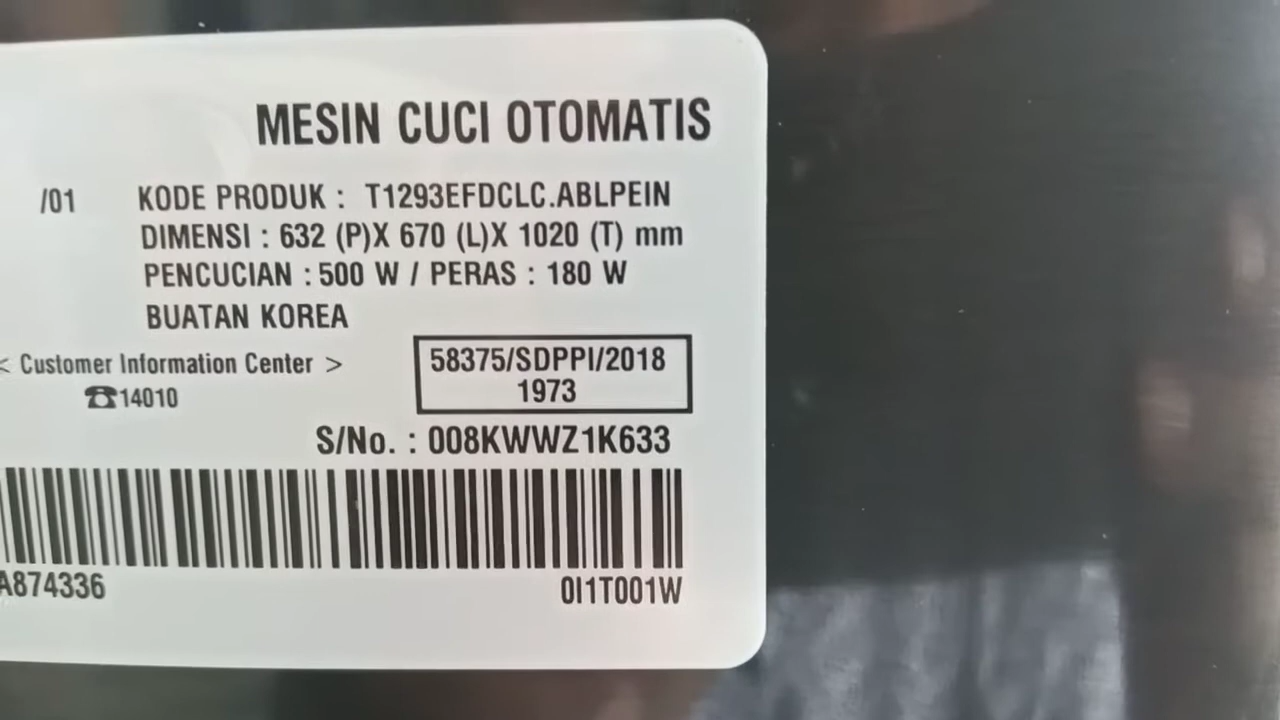 MESIN CUCI OTOMATIS
/01 KODE PRODUK : T1293EFDCLC.ABLPEIN
DIMENSI : 632 (P)X 670 (L)X 1020 (T) mm
PENCUCIAN : 500 W / PERAS : 180 W
BUATAN KOREA
< Customer Information Center >
☎14010
58375/SDPPI/2018
1973
S/No. : 008KWWZ1K633
A874336 0I1T001W